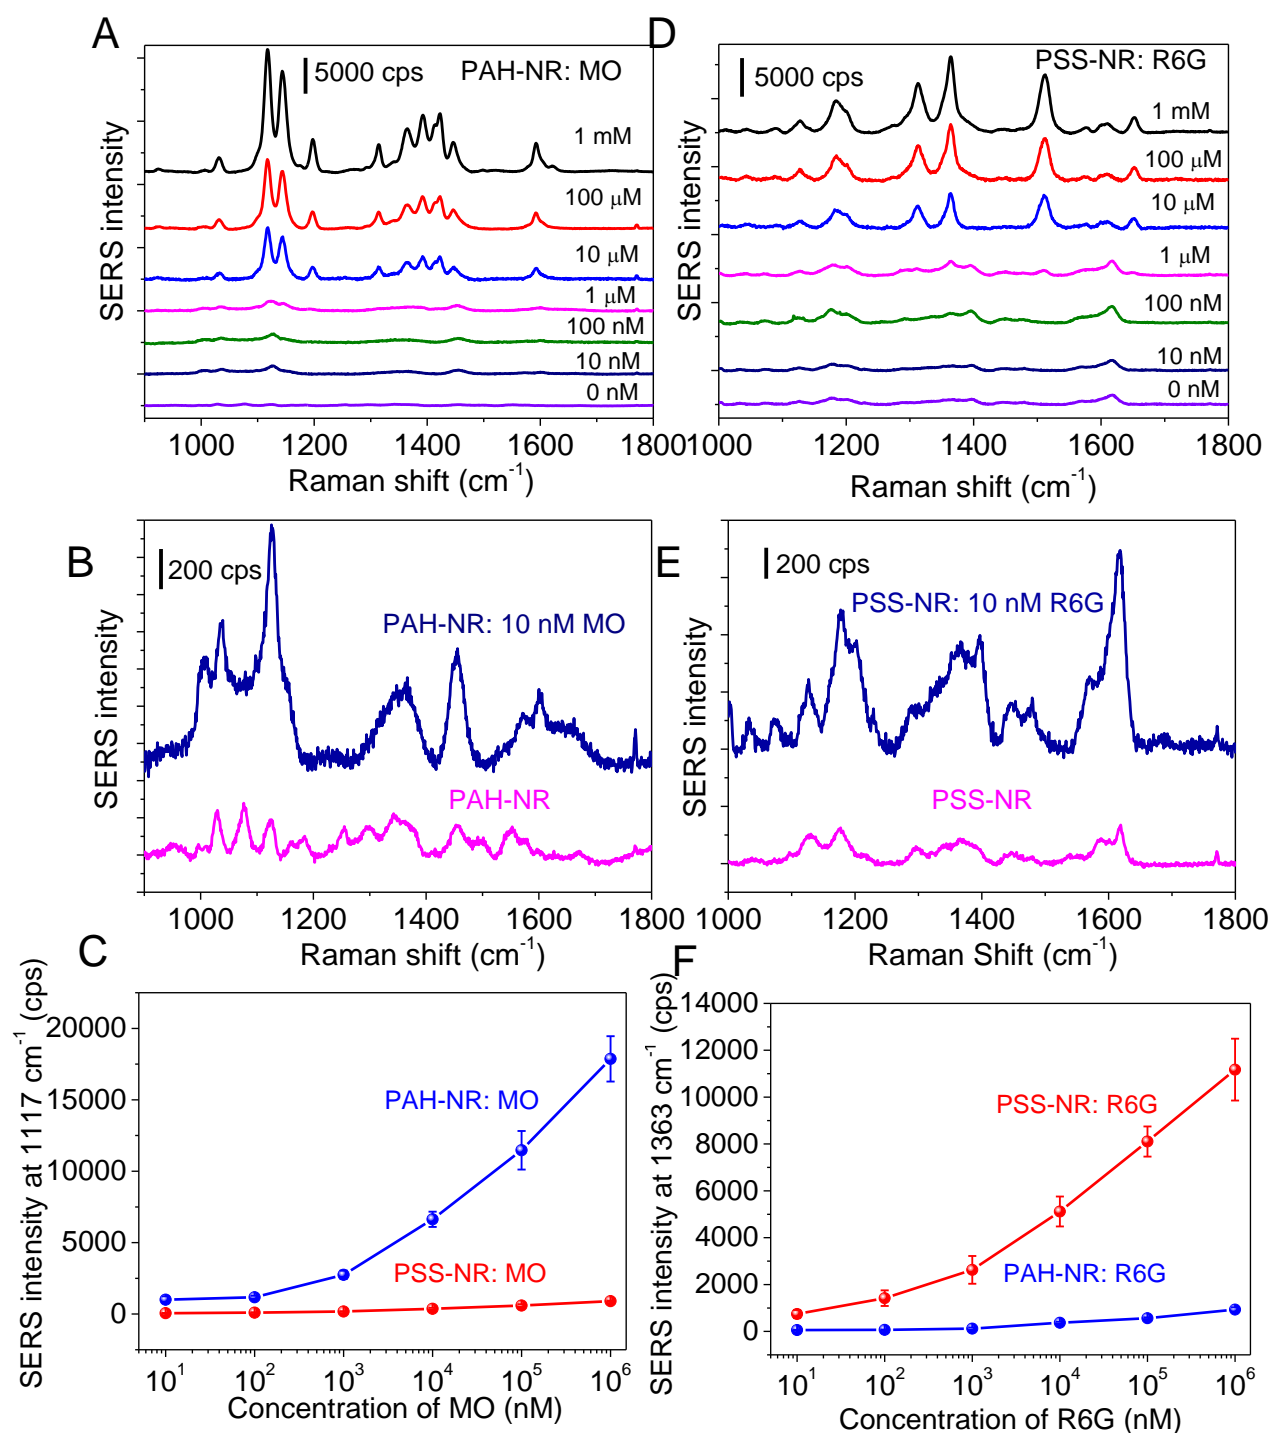 A
5000 cps
PAH-NR: MO
1 mM
100 μM
10 μM
1 μM
100 nM
10 nM
0 nM
SERS intensity
1000 1200 1400 1600 1800
Raman shift (cm⁻¹)
D
5000 cps
PSS-NR: R6G
1 mM
100 μM
10 μM
1 μM
100 nM
10 nM
0 nM
SERS intensity
1000 1200 1400 1600 1800
Raman shift (cm⁻¹)
B
200 cps
PAH-NR: 10 nM MO
PAH-NR
SERS intensity
1000 1200 1400 1600 1800
Raman shift (cm⁻¹)
E
200 cps
PSS-NR: 10 nM R6G
PSS-NR
SERS intensity
1000 1200 1400 1600 1800
Raman Shift (cm⁻¹)
C
SERS intensity at 1117 cm⁻¹ (cps)
20000
15000
10000
5000
0
PAH-NR: MO
PSS-NR: MO
10¹ 10² 10³ 10⁴ 10⁵ 10⁶
Concentration of MO (nM)
F
SERS intensity at 1363 cm⁻¹ (cps)
14000
12000
10000
8000
6000
4000
2000
0
PSS-NR: R6G
PAH-NR: R6G
10¹ 10² 10³ 10⁴ 10⁵ 10⁶
Concentration of R6G (nM)